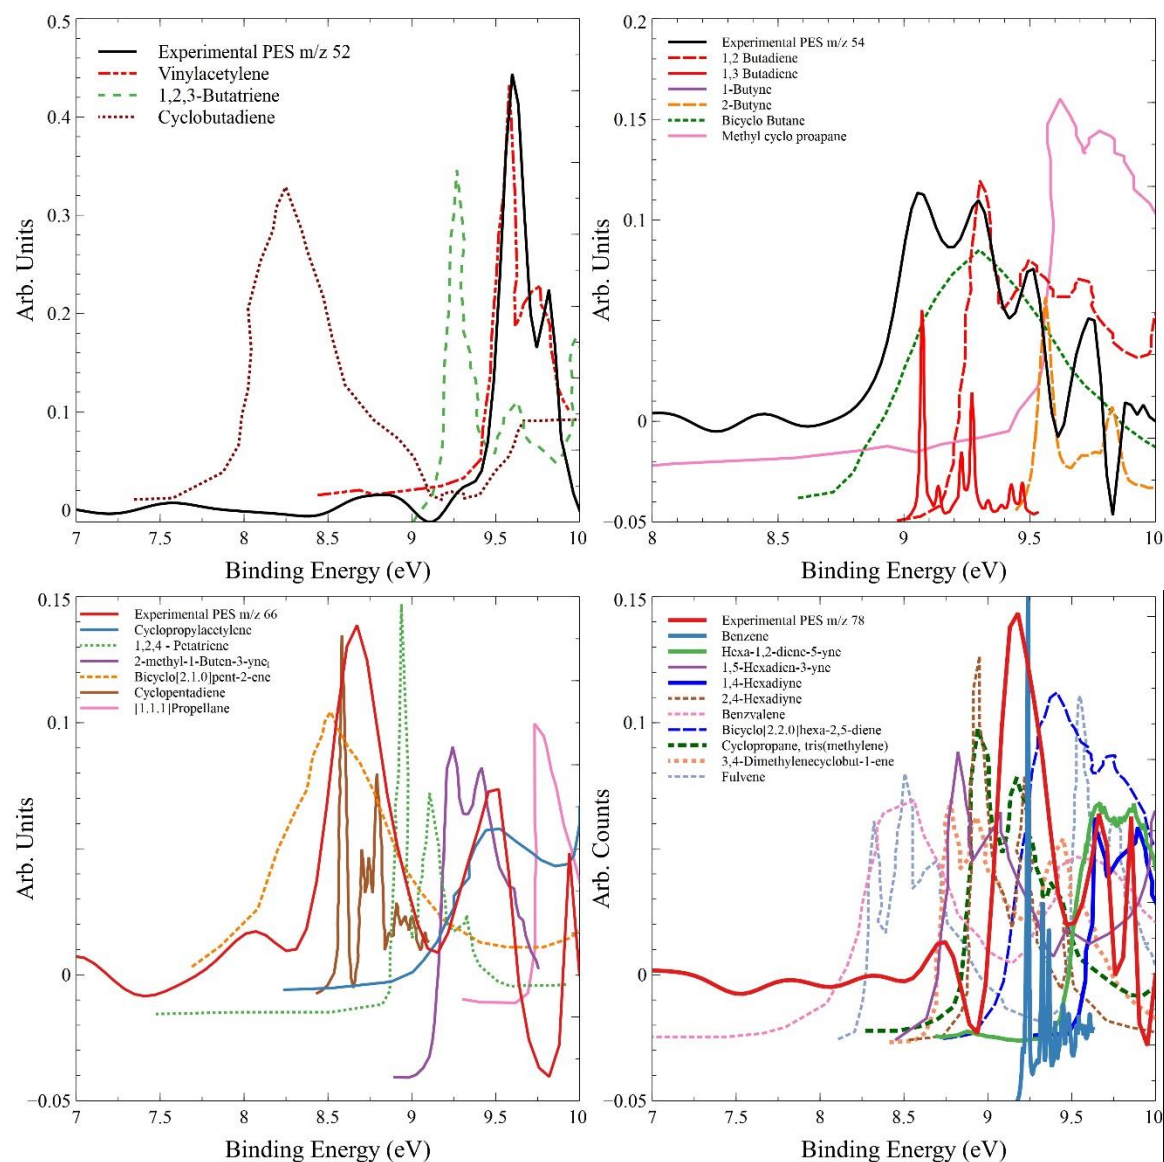 0.5
0.4
0.3
0.2
0.1
0
Arb. Units
Experimental PES m/z 52
Vinylacetylene
1,2,3-Butatriene
Cyclobutadiene
7 7.5 8 8.5 9 9.5 10
Binding Energy (eV)
0.2
0.15
0.1
0.05
0
−0.05
Arb. Units
Experimental PES m/z 54
1,2 Butadiene
1,3 Butadiene
1-Butyne
2-Butyne
Bicyclo Butane
Methyl cyclo proapane
8 8.5 9 9.5 10
Binding Energy (eV)
0.15
0.1
0
−0.05
Arb. Units
Experimental PES m/z 66
Cyclopropylacetylene
1,2,4 - Petatriene
2-methyl-1-Buten-3-yne
Bicyclo[2.1.0]pent-2-ene
Cyclopentadiene
[1,1,1]Propellane
7 7.5 8 8.5 9 9.5 10
Binding Energy (eV)
0.15
0.1
0
−0.05
Arb. Counts
Experimental PES m/z 78
Benzene
Hexa-1,2-diene-5-yne
1,5-Hexadien-3-yne
1,4-Hexadiyne
2,4-Hexadiyne
Benzvalene
Bicyclo[2.2.0]hexa-2,5-diene
Cyclopropane, tris(methylene)
3,4-Dimethylenecyclobut-1-ene
Fulvene
7 7.5 8 8.5 9 9.5 10
Binding Energy (eV)